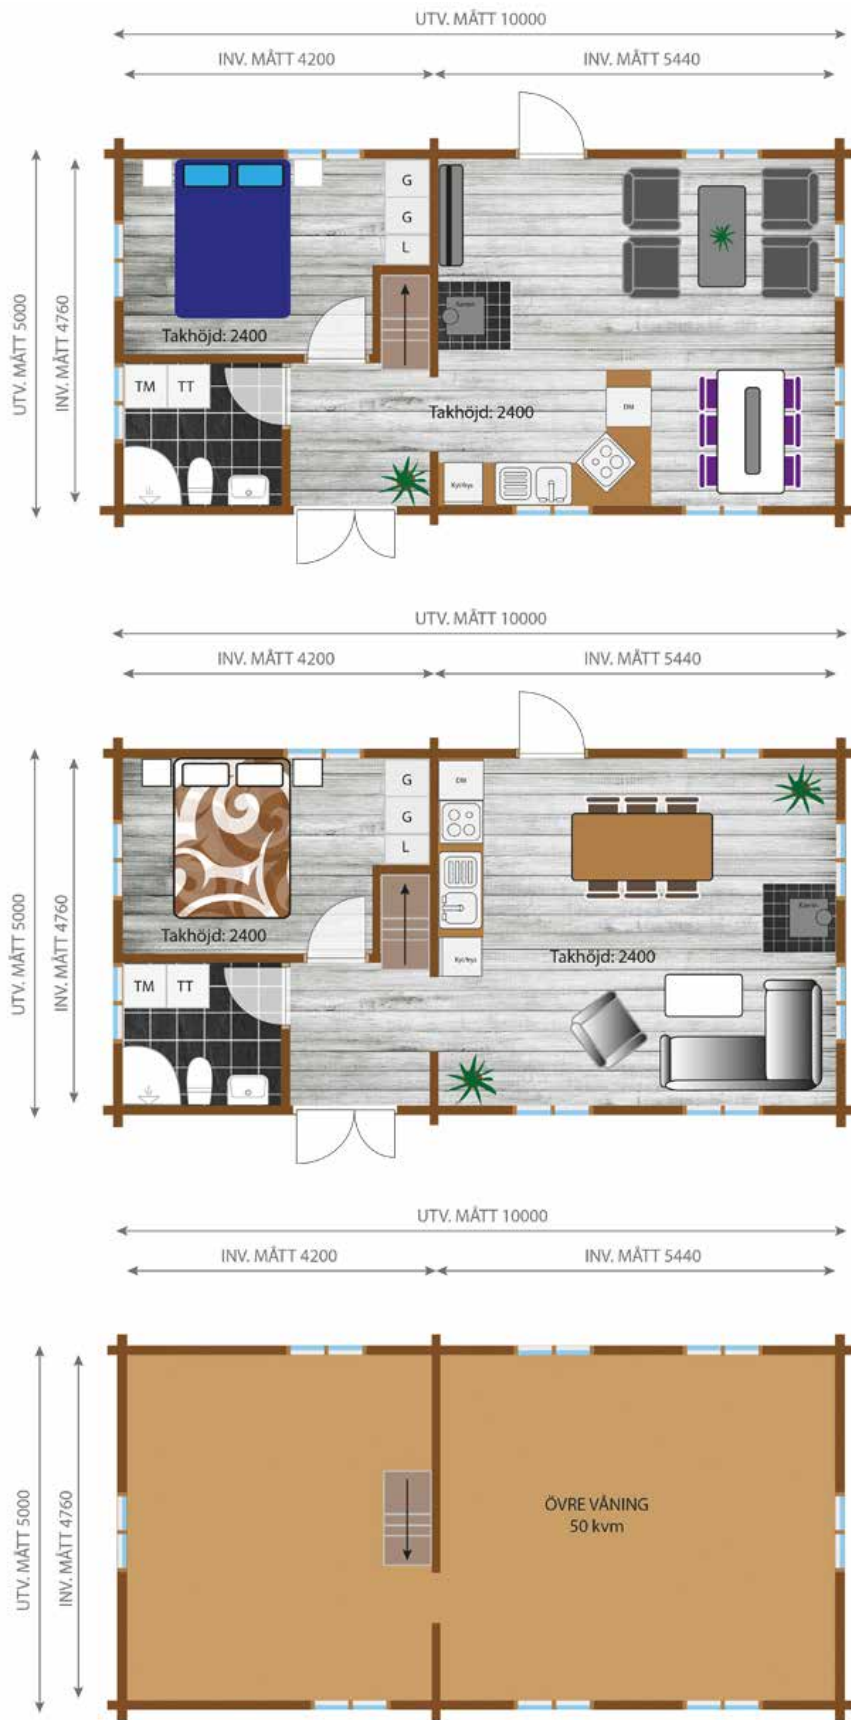 UTV. MÅTT 10000
INV. MÅTT 4200
INV. MÅTT 5440
UTV. MÅTT 5000
INV. MÅTT 4760
G
G
L
Kamin
Takhöjd: 2400
TM
TT
Takhöjd: 2400
DM
Kyl/frys
UTV. MÅTT 10000
INV. MÅTT 4200
INV. MÅTT 5440
UTV. MÅTT 5000
INV. MÅTT 4760
DM
G
G
L
Kamin
Takhöjd: 2400
Kyl/frys
Takhöjd: 2400
TM
TT
UTV. MÅTT 10000
INV. MÅTT 4200
INV. MÅTT 5440
UTV. MÅTT 5000
INV. MÅTT 4760
ÖVRE VÅNING
50 kvm